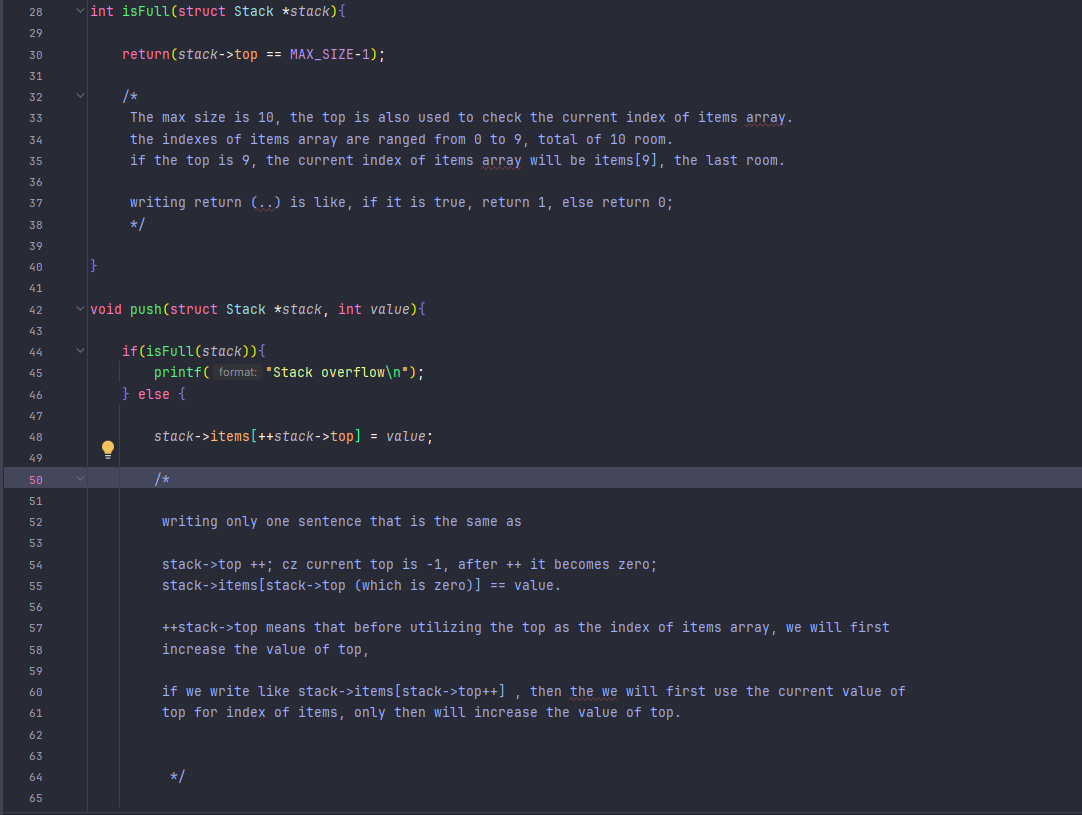 28 int isFull(struct Stack *stack){
29
30 return(stack->top == MAX_SIZE-1);
31
32 /*
33 The max size is 10, the top is also used to check the current index of items array.
34 the indexes of items array are ranged from 0 to 9, total of 10 room.
35 if the top is 9, the current index of items array will be items[9], the last room.
36
37 writing return (..) is like, if it is true, return 1, else return 0;
38 */
39
40 }
41
42 void push(struct Stack *stack, int value){
43
44 if(isFull(stack)){
45 printf( format: "Stack overflow\n");
46 } else {
47
48 stack->items[++stack->top] = value;
49
50 /*
51
52 writing only one sentence that is the same as
53
54 stack->top ++; cz current top is -1, after ++ it becomes zero;
55 stack->items[stack->top (which is zero)] == value.
56
57 ++stack->top means that before utilizing the top as the index of items array, we will first
58 increase the value of top,
59
60 if we write like stack->items[stack->top++] , then the we will first use the current value of
61 top for index of items, only then will increase the value of top.
62
63
64 */
65